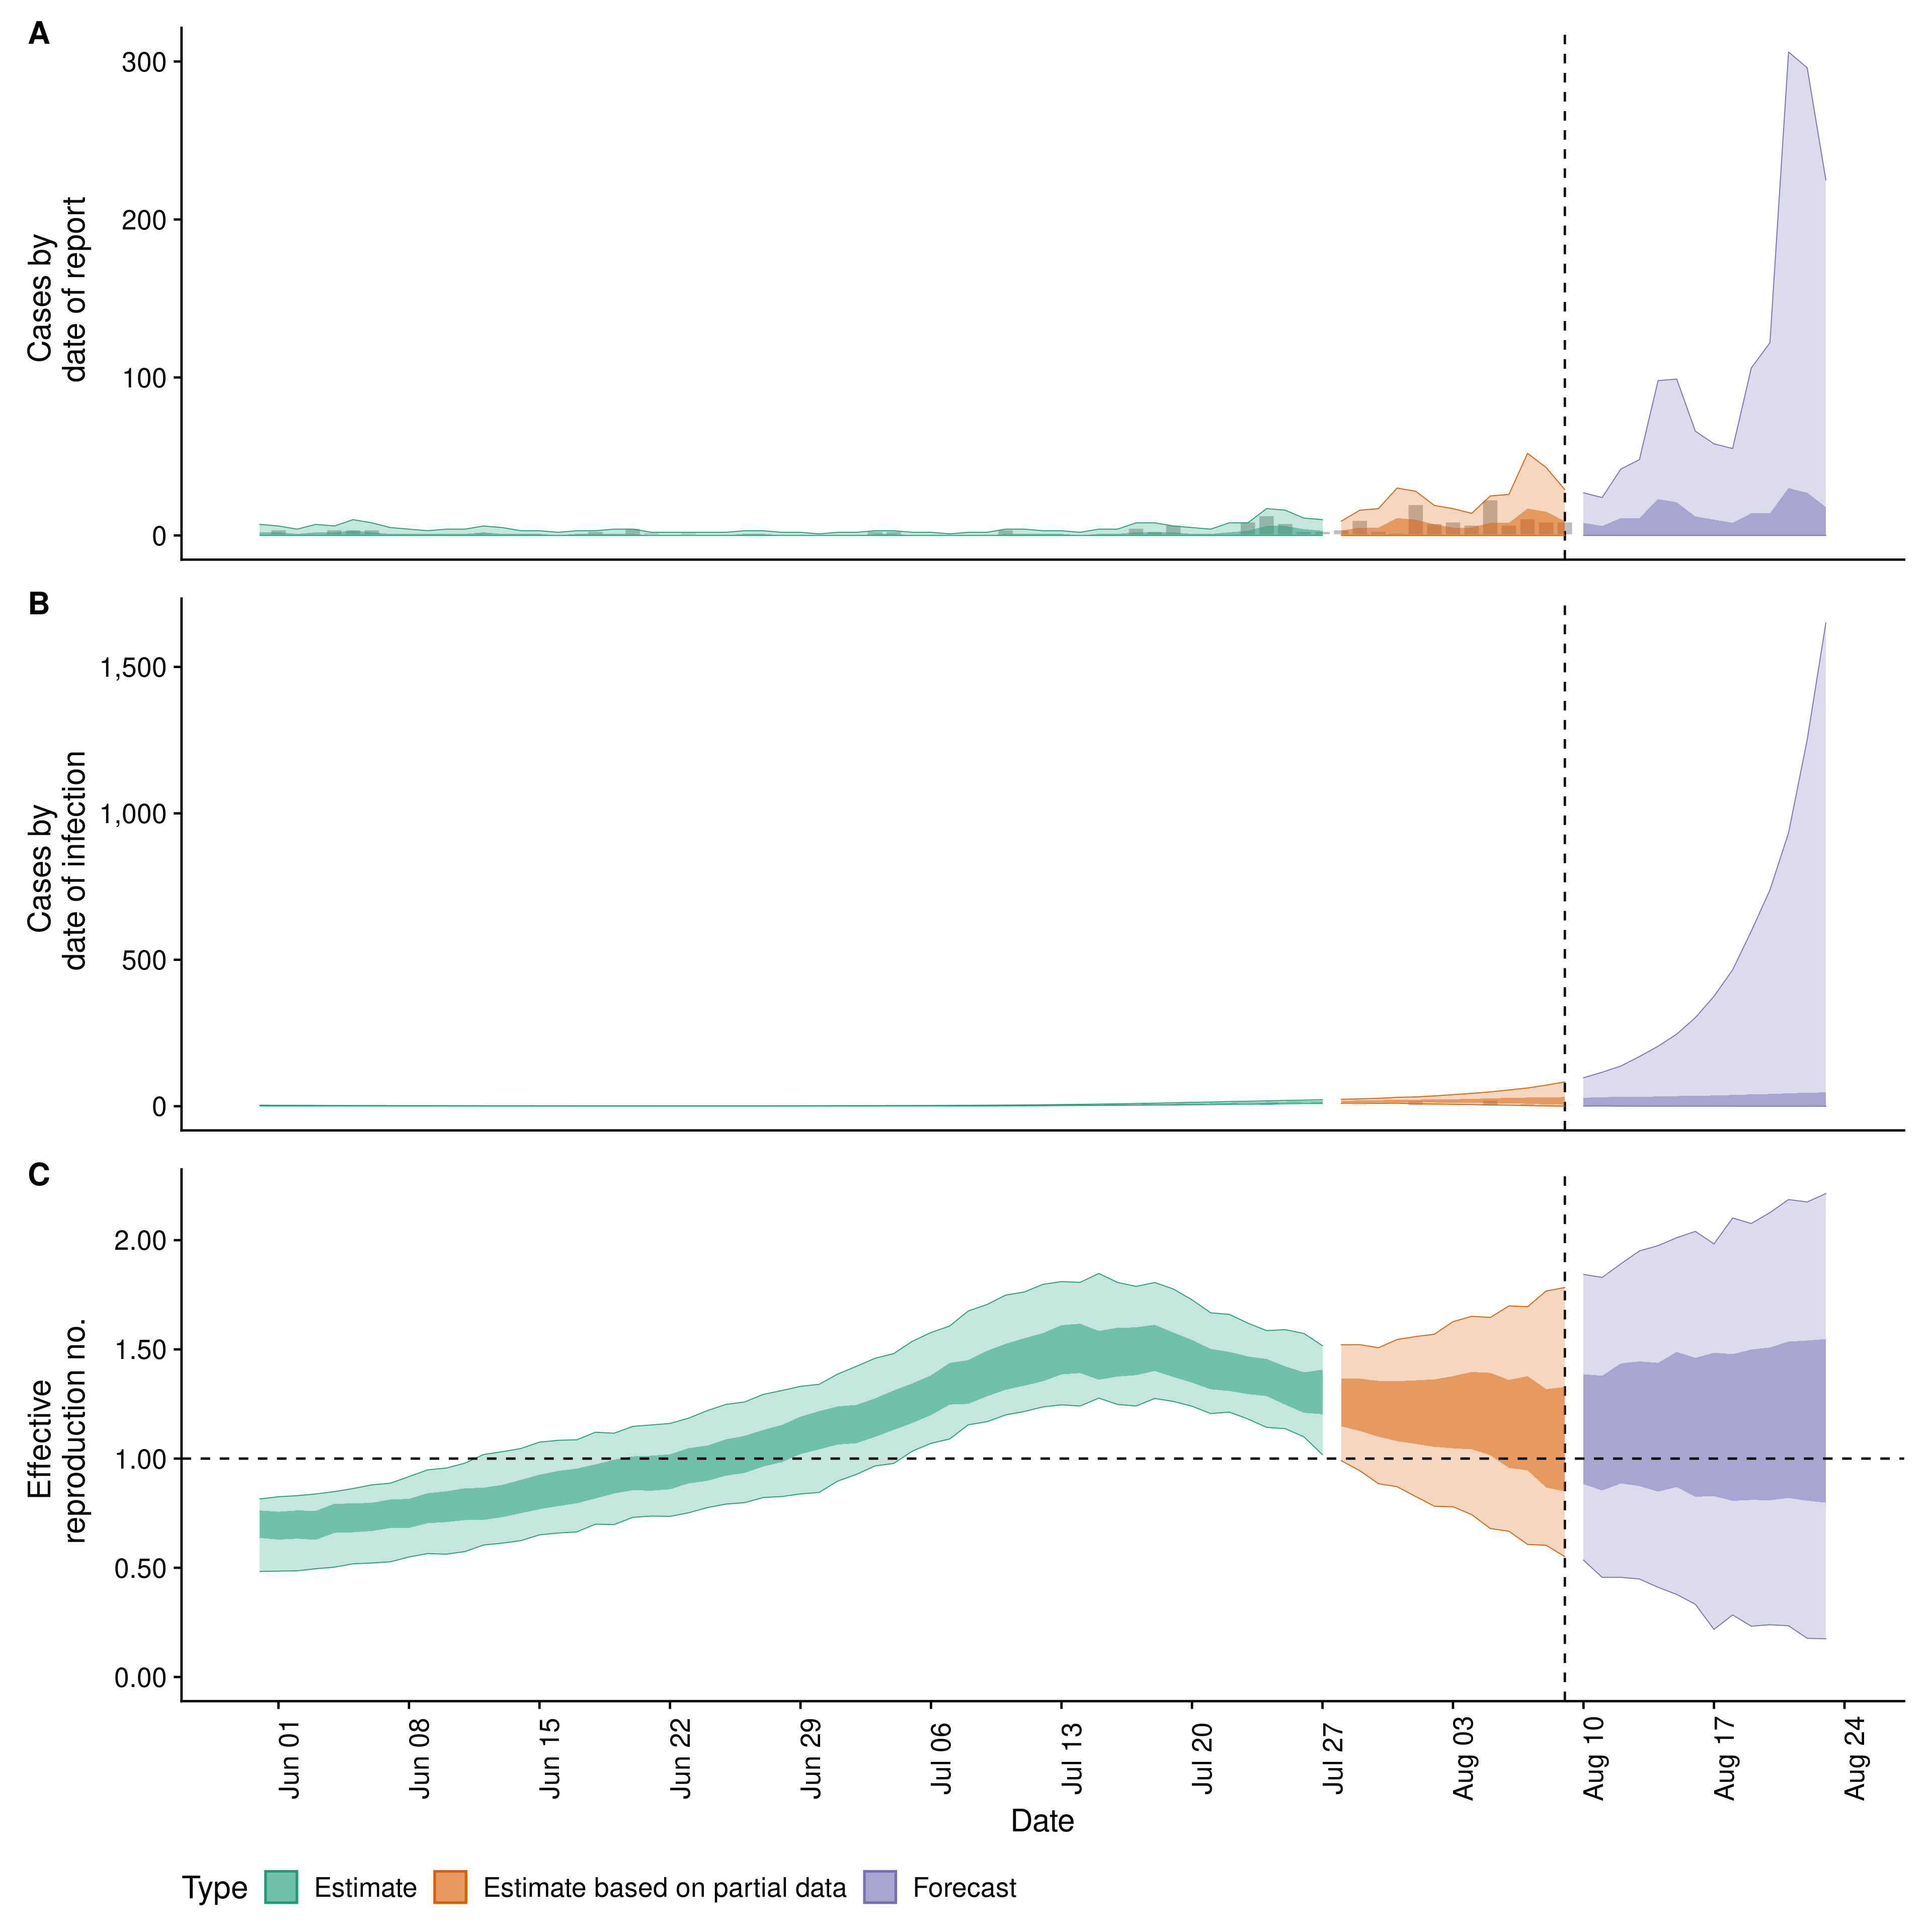 A
300
200
100
0
Cases by
date of report
B
1,500
1,000
500
0
Cases by
date of infection
C
2.00
1.50
1.00
0.50
0.00
Effective
reproduction no.
Jun 01
Jun 08
Jun 15
Jun 22
Jun 29
Jul 06
Jul 13
Jul 20
Jul 27
Aug 03
Aug 10
Aug 17
Aug 24
Date
Type Estimate Estimate based on partial data Forecast